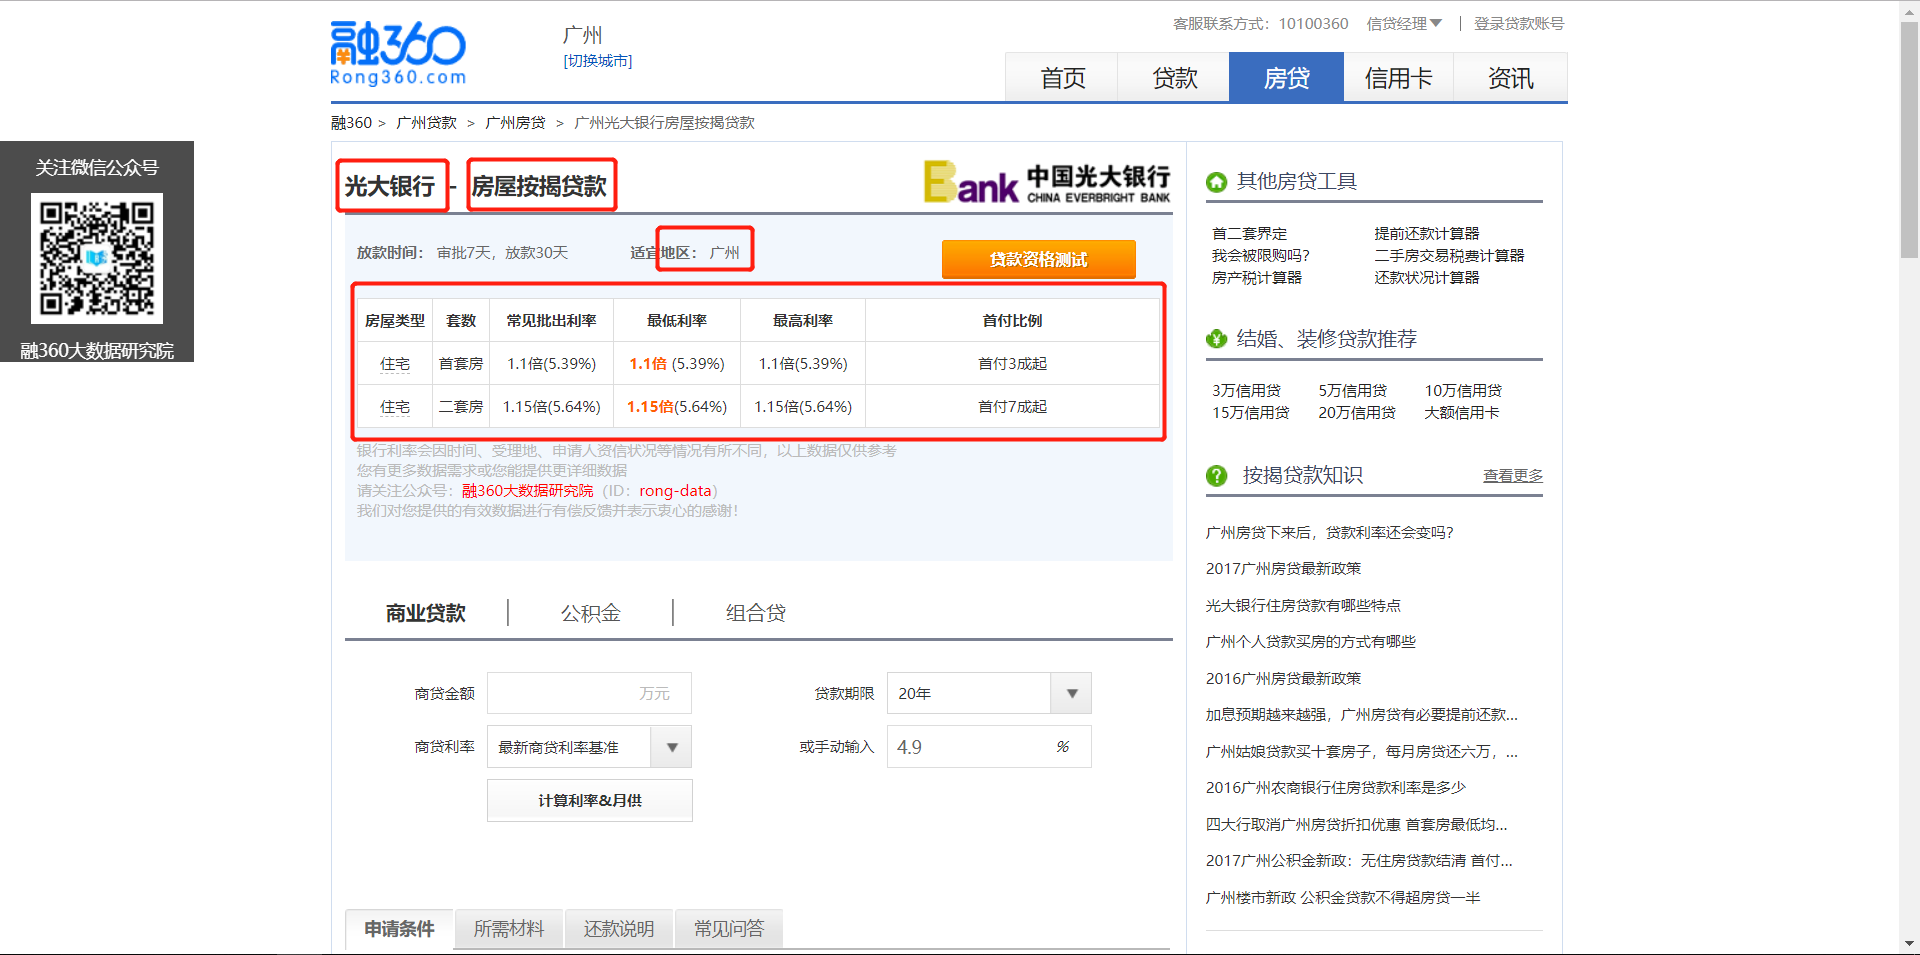 融360
Rong360.com
广州
[切换城市]
客服联系方式：10100360 信贷经理 | 登录贷款账号
首页 贷款 房贷 信用卡 资讯
融360 > 广州贷款 > 广州房贷 > 广州光大银行房屋按揭贷款
关注微信公众号
融360大数据研究院
光大银行 - 房屋按揭贷款
Bank 中国光大银行
CHINA EVERBRIGHT BANK
放款时间： 审批7天，放款30天 适宜地区： 广州
贷款资格测试
房屋类型 套数 常见批出利率 最低利率 最高利率 首付比例
住宅 首套房 1.1倍(5.39%) 1.1倍 (5.39%) 1.1倍(5.39%) 首付3成起
住宅 二套房 1.15倍(5.64%) 1.15倍(5.64%) 1.15倍(5.64%) 首付7成起
银行利率会因时间、受理地、申请人资信状况等情况有所不同，以上数据仅供参考
您有更多数据需求或您能提供更详细数据
请关注公众号：融360大数据研究院（ID：rong-data）
我们对您提供的有效数据进行有偿反馈并表示衷心的感谢！
商业贷款 公积金 组合贷
商贷金额 万元 贷款期限 20年
商贷利率 最新商贷利率基准 或手动输入 4.9 %
计算利率&月供
申请条件 所需材料 还款说明 常见问答
其他房贷工具
首二套界定 提前还款计算器
我会被限购吗？ 二手房交易税费计算器
房产税计算器 还款状况计算器
¥ 结婚、装修贷款推荐
3万信用贷 5万信用贷 10万信用贷
15万信用贷 20万信用贷 大额信用卡
? 按揭贷款知识 查看更多
广州房贷下来后，贷款利率还会变吗？
2017广州房贷最新政策
光大银行住房贷款有哪些特点
广州个人贷款买房的方式有哪些
2016广州房贷最新政策
加息预期越来越强，广州房贷有必要提前还款...
广州姑娘贷款买十套房子，每月房贷还六万，...
2016广州农商银行住房贷款利率是多少
四大行取消广州房贷折扣优惠 首套房最低均...
2017广州公积金新政：无住房贷款结清 首付...
广州楼市新政 公积金贷款不得超房贷一半